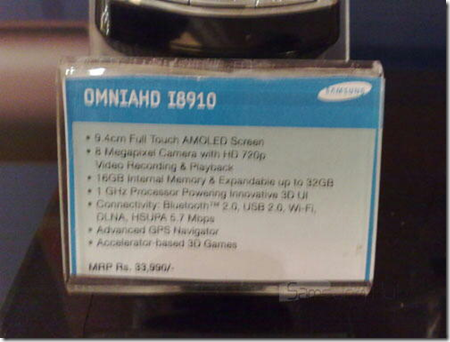 OMNIAHD I8910
SAMSUNG
• 9.4cm Full Touch AMOLED Screen
• 8 Megapixel Camera with HD 720p
Video Recording & Playback
• 16GB Internal Memory & Expandable up to 32GB
• 1 GHz Processor Powering Innovative 3D UI
• Connectivity: Bluetooth™ 2.0, USB 2.0, Wi-Fi,
DLNA, HSUPA 5.7 Mbps
• Advanced GPS Navigator
• Accelerator-based 3D Games
MRP Rs. 33,990/-